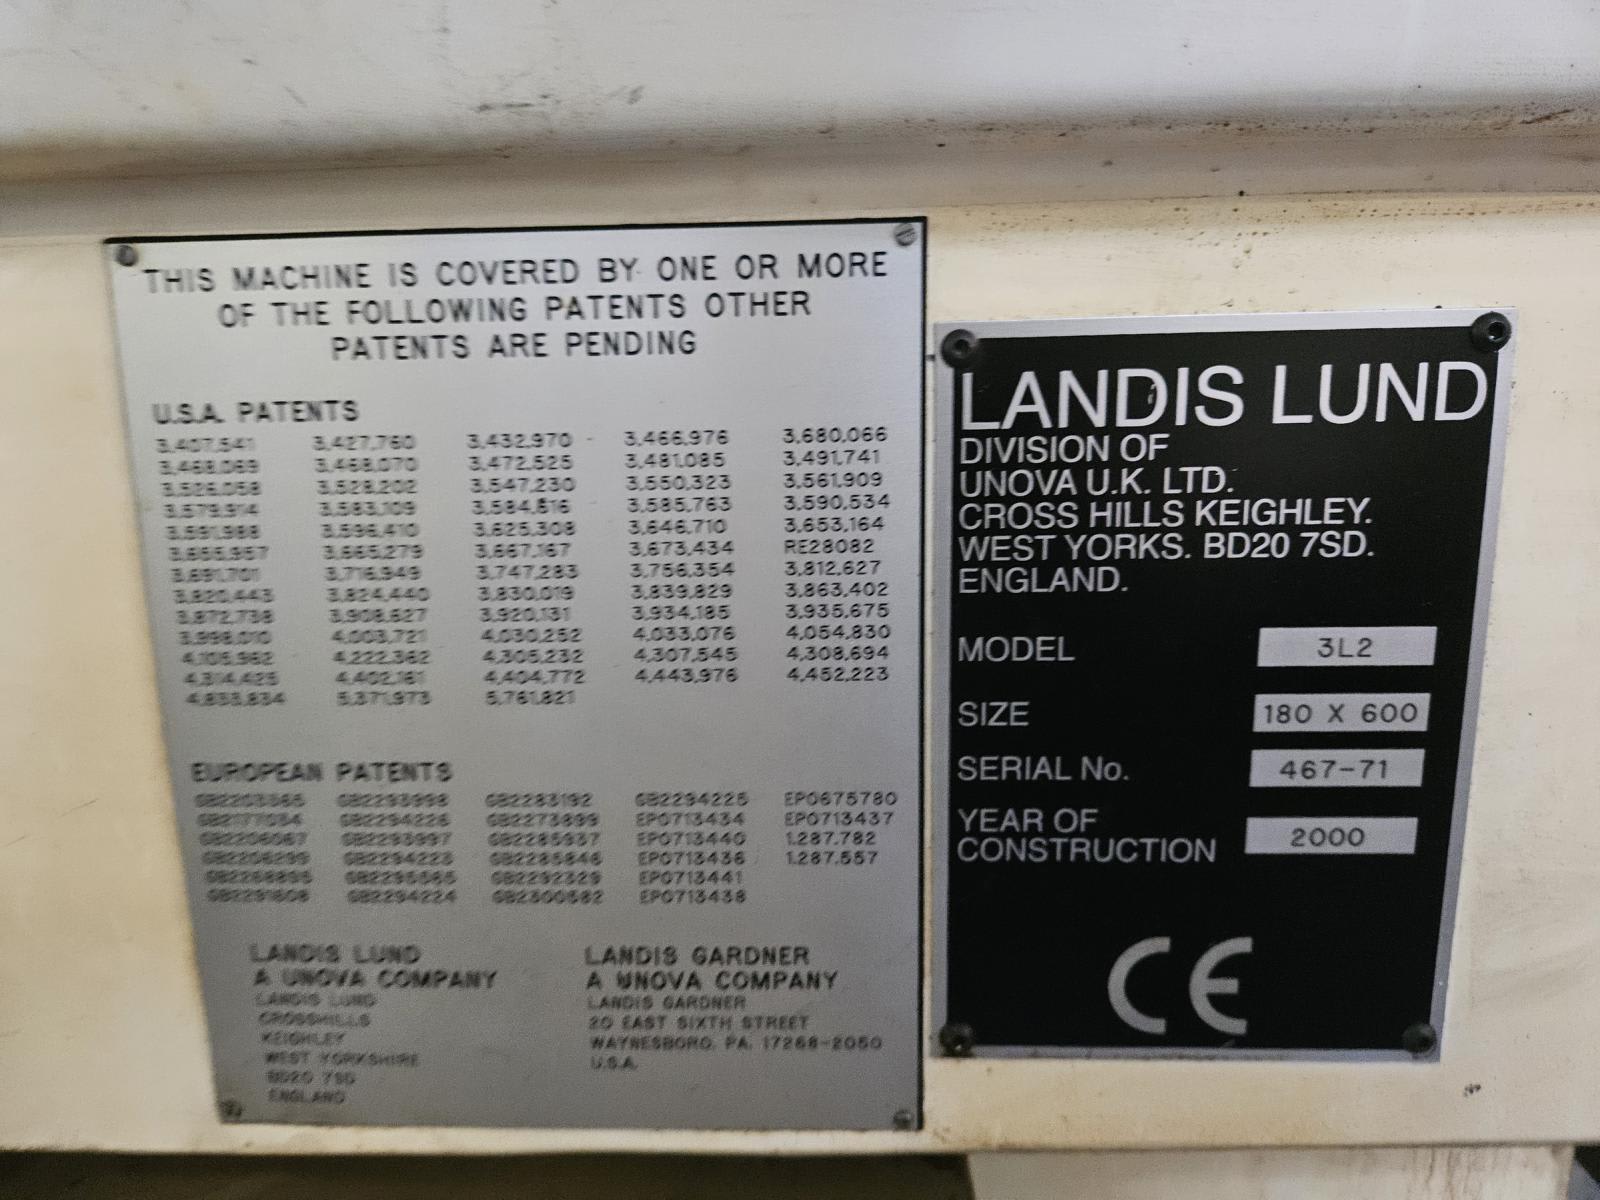 THIS MACHINE IS COVERED BY ONE OR MORE
OF THE FOLLOWING PATENTS OTHER
PATENTS ARE PENDING
U.S.A. PATENTS
3,407,541 3,427,760 3,432,970 3,466,976 3,680,066
3,468,069 3,468,070 3,472,525 3,481,085 3,491,741
3,526,058 3,528,202 3,547,230 3,550,323 3,561,909
3,579,914 3,583,109 3,584,816 3,585,763 3,590,534
3,591,988 3,596,410 3,625,308 3,646,710 3,653,164
3,655,957 3,665,279 3,667,167 3,673,434 RE28082
3,691,701 3,716,949 3,747,283 3,756,354 3,812,627
3,820,443 3,824,440 3,830,019 3,839,829 3,863,402
3,872,738 3,908,627 3,920,131 3,934,185 3,935,675
3,998,010 4,003,721 4,030,252 4,033,076 4,054,830
4,105,962 4,222,362 4,305,232 4,307,545 4,308,694
4,314,425 4,402,161 4,404,772 4,443,976 4,452,223
4,833,834 5,371,973 5,761,821
EUROPEAN PATENTS
GB2293998 GB2283192 GB2294225 EP0675780
GB2294226 GB2273899 EP0713434 EP0713437
GB2206067 GB2293997 GB2285937 EP0713440 1.287.782
GB2294223 GB2285846 EP0713436 1.287.557
GB2292329 EP0713441
GB2291608 GB2294224 GB2300582 EP0713438
LANDIS LUND
A UNOVA COMPANY
LANDIS LUND
CROSSHILLS
KEIGHLEY
WEST YORKSHIRE
BD20 7SD
ENGLAND
LANDIS GARDNER
A UNOVA COMPANY
LANDIS GARDNER
20 EAST SIXTH STREET
WAYNESBORO, PA. 17268-2050
U.S.A.
LANDIS LUND
DIVISION OF
UNOVA U.K. LTD.
CROSS HILLS KEIGHLEY.
WEST YORKS. BD20 7SD.
ENGLAND.
MODEL 3L2
SIZE 180 X 600
SERIAL No. 467-71
YEAR OF
CONSTRUCTION 2000
CE